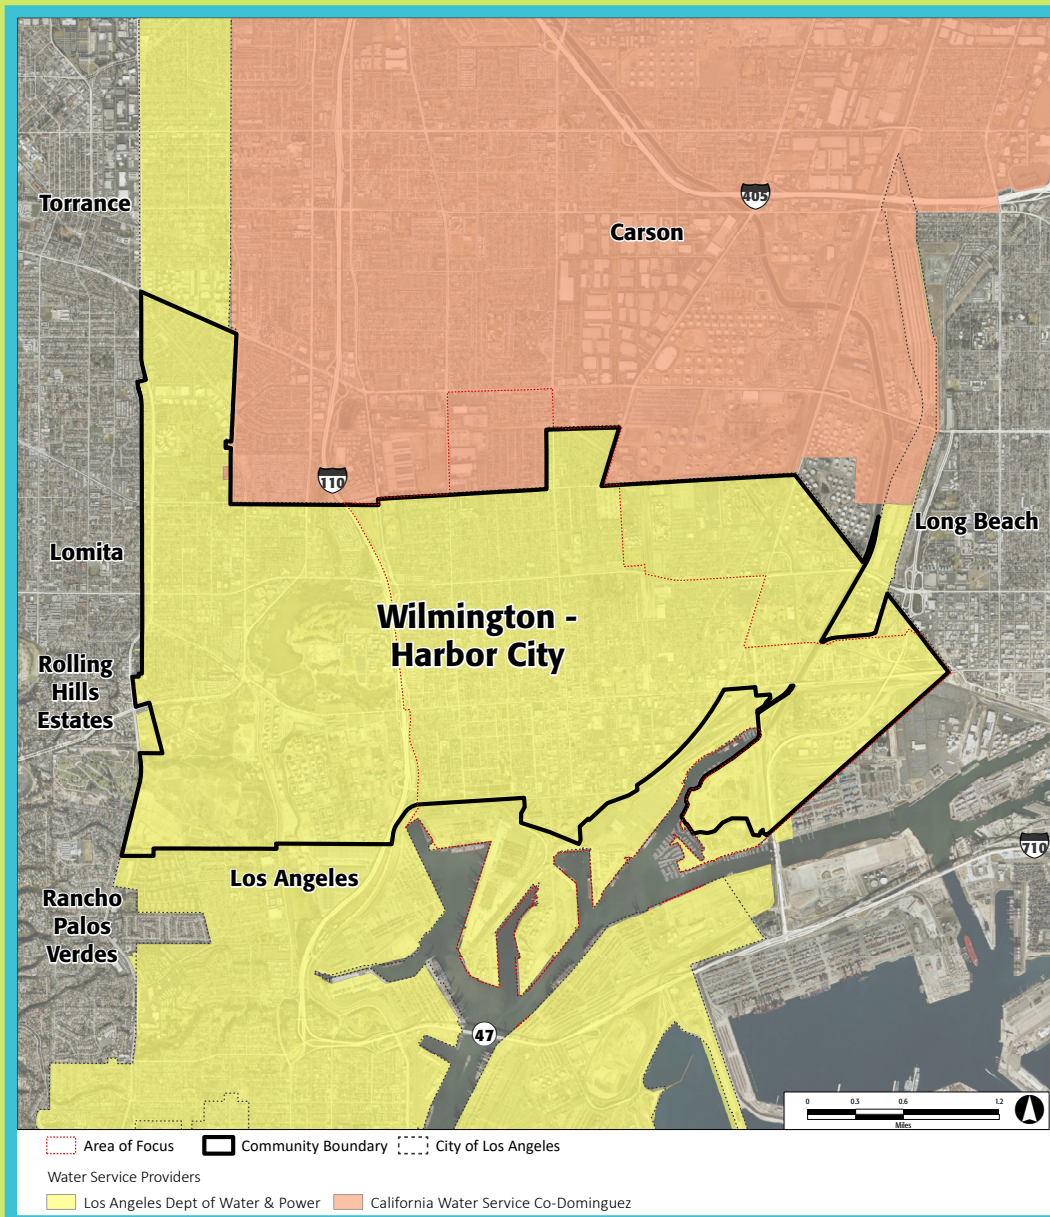 Torrance
405
Carson
110
Lomita
Long Beach
Wilmington -
Harbor City
Rolling
Hills
Estates
710
Los Angeles
Rancho
Palos
Verdes
47
0 0.3 0.6 1.2
Miles
Area of Focus Community Boundary City of Los Angeles
Water Service Providers
Los Angeles Dept of Water & Power California Water Service Co-Dominguez